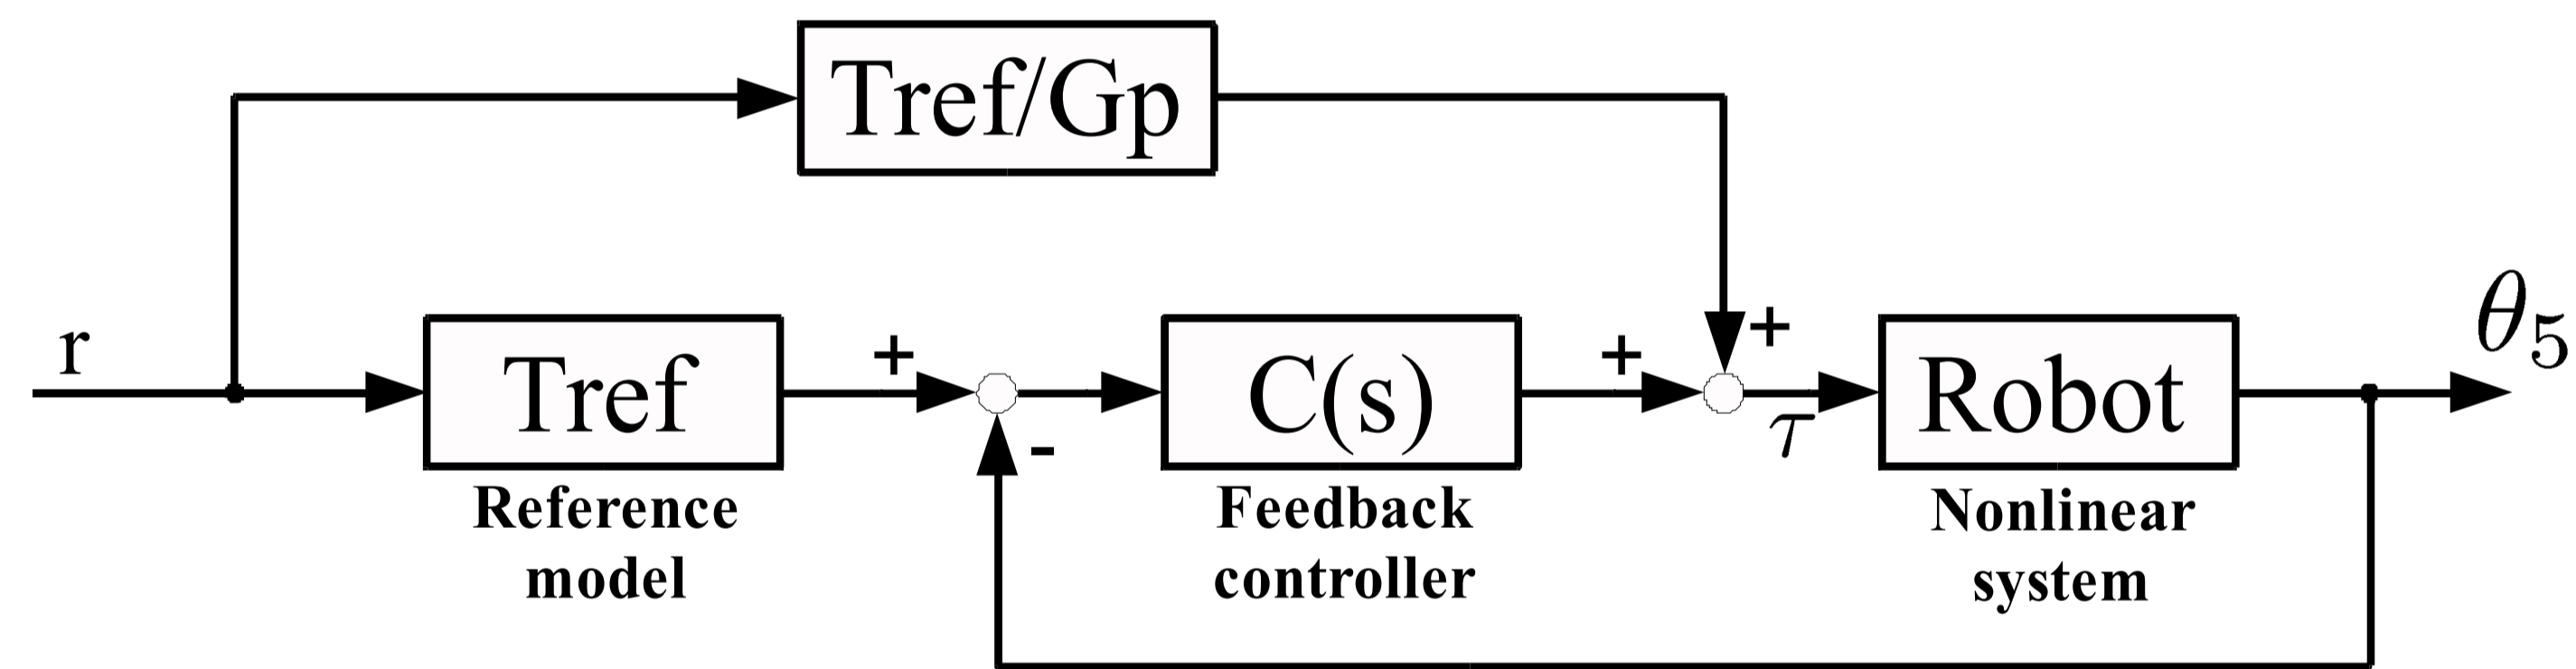 Tref/Gp
r
Tref
+
-
C(s)
+
+
τ
Robot
θ₅
Reference
model
Feedback
controller
Nonlinear
system